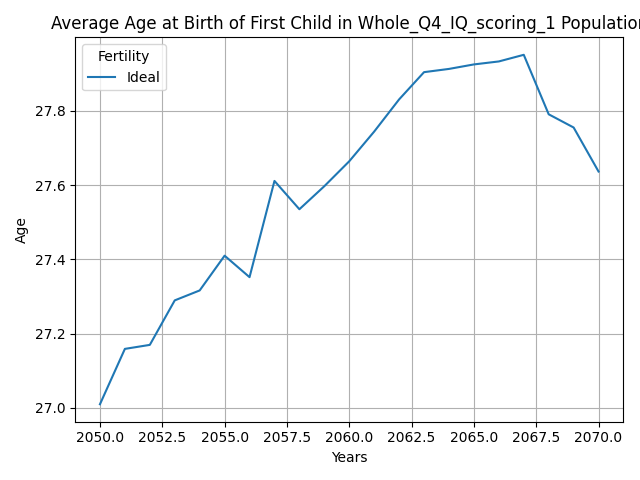 Average Age at Birth of First Child in Whole_Q4_IQ_scoring_1 Population
Fertility
Ideal
27.8
27.6
27.4
27.2
27.0
Age
2050.0 2052.5 2055.0 2057.5 2060.0 2062.5 2065.0 2067.5 2070.0
Years